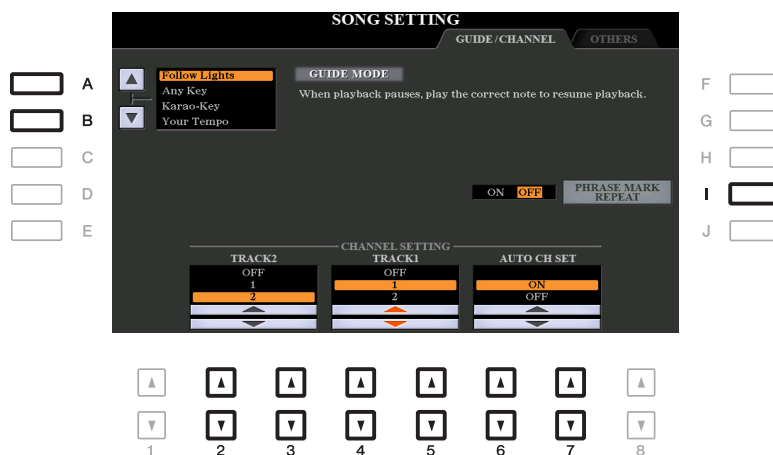 SONG SETTING
GUIDE/CHANNEL OTHERS
Follow Lights
Any Key
Karao-Key
Your Tempo
GUIDE MODE
When playback pauses, play the correct note to resume playback.
A
B
C
D
E
F
G
H
I
J
ON OFF
PHRASE MARK
REPEAT
CHANNEL SETTING
TRACK2
OFF
1
2
TRACK1
OFF
1
2
AUTO CH SET
ON
OFF
1 2 3 4 5 6 7 8